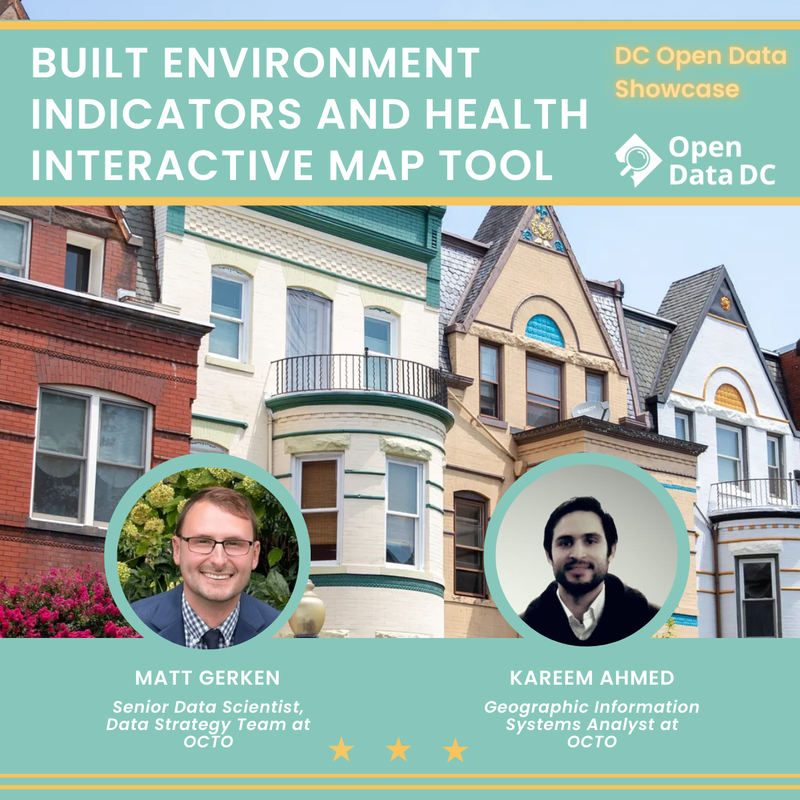 BUILT ENVIRONMENT
INDICATORS AND HEALTH
INTERACTIVE MAP TOOL
DC Open Data
Showcase
Open
Data DC
MATT GERKEN
Senior Data Scientist,
Data Strategy Team at
OCTO
KAREEM AHMED
Geographic Information
Systems Analyst at
OCTO